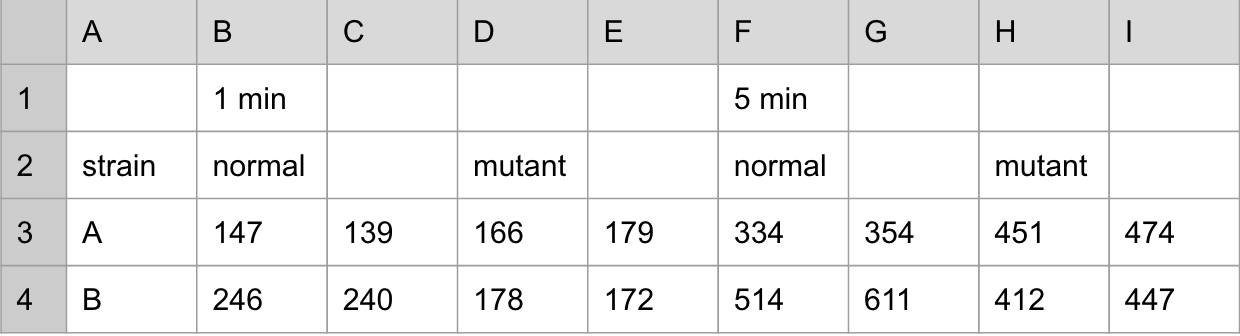 A B C D E F G H I
1 1 min 5 min
2 strain normal mutant normal mutant
3 A 147 139 166 179 334 354 451 474
4 B 246 240 178 172 514 611 412 447